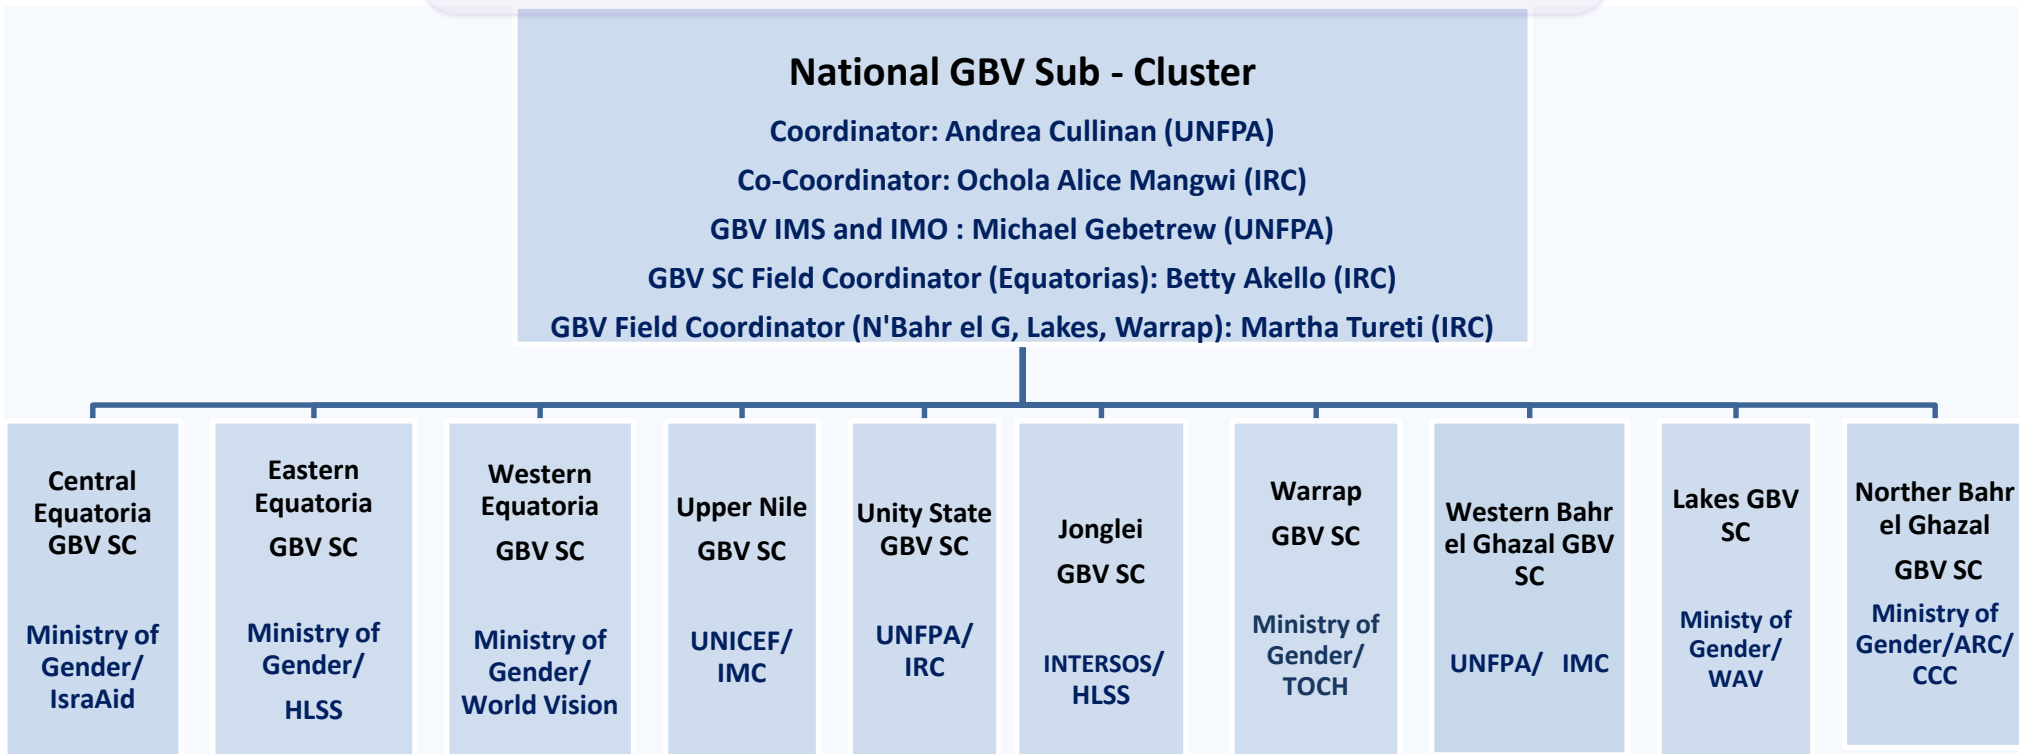 National GBV Sub - Cluster
Coordinator: Andrea Cullinan (UNFPA)
Co-Coordinator: Ochola Alice Mangwi (IRC)
GBV IMS and IMO : Michael Gebetrew (UNFPA)
GBV SC Field Coordinator (Equatorias): Betty Akello (IRC)
GBV Field Coordinator (N'Bahr el G, Lakes, Warrap): Martha Tureti (IRC)
Central
Equatoria
GBV SC
Ministry of
Gender/
IsraAid
Eastern
Equatoria
GBV SC
Ministry of
Gender/
HLSS
Western
Equatoria
GBV SC
Ministry of
Gender/
World Vision
Upper Nile
GBV SC
UNICEF/
IMC
Unity State
GBV SC
UNFPA/
IRC
Jonglei
GBV SC
INTERSOS/
HLSS
Warrap
GBV SC
Ministry of
Gender/
TOCH
Western Bahr
el Ghazal GBV
SC
UNFPA/ IMC
Lakes GBV
SC
Ministy of
Gender/
WAV
Norther Bahr
el Ghazal
GBV SC
Ministry of
Gender/ARC/
CCC